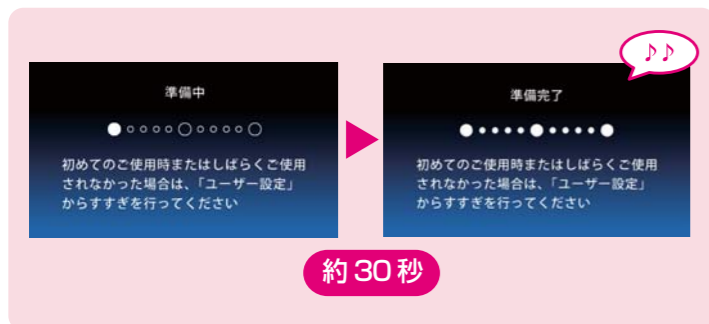 準備中
初めてのご使用時またはしばらくご使用
されなかった場合は、「ユーザー設定」
からすすぎを行ってください
♪♪
準備完了
初めてのご使用時またはしばらくご使用
されなかった場合は、「ユーザー設定」
からすすぎを行ってください
約30秒